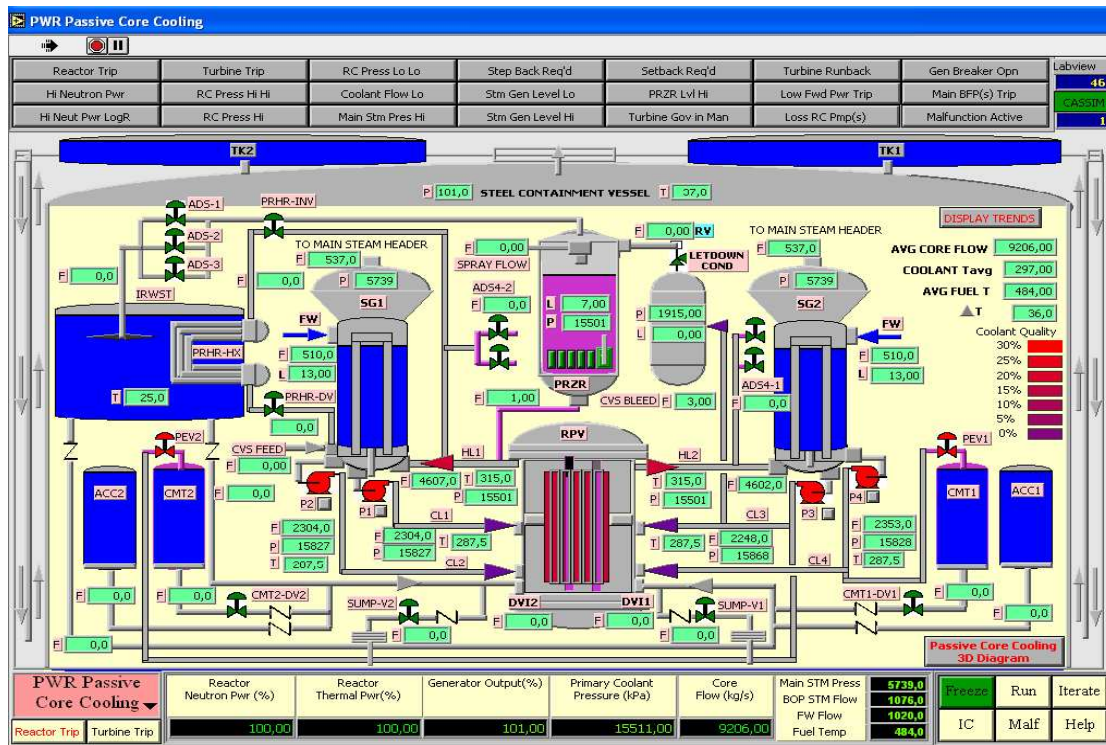 PWR Passive Core Cooling
Reactor Trip Turbine Trip RC Press Lo Lo Step Back Req'd Setback Req'd Turbine Runback Gen Breaker Opn Labview
46
Hi Neutron Pwr RC Press Hi Hi Coolant Flow Lo Stm Gen Level Lo PRZR Lvl Hi Low Fwd Pwr Trip Main BFP(s) Trip CASSIM
Hi Neut Pwr LogR RC Press Hi Main Stm Pres Hi Stm Gen Level Hi Turbine Gov in Man Loss RC Pmp(s) Malfunction Active 1
TK2 TK1
P 101,0 STEEL CONTAINMENT VESSEL T 37,0
ADS-1 PRHR-INV
DISPLAY TRENDS
ADS-2
TO MAIN STEAM HEADER
F 0,00 RV
TO MAIN STEAM HEADER
F 0,00
LETDOWN COND
AVG CORE FLOW 9206,00
F 537,0
F 537,0
ADS-3
SPRAY FLOW
COOLANT Tavg 297,00
F 0,0
F 0,0
P 5739
ADS4-2
P 5739
AVG FUEL T 484,00
IRWST
SG1
F 0,0
L 7,00
P 15501
P 1915,00
L 0,00
SG2
T 36,0
Coolant Quality
30%
25%
20%
15%
10%
5%
0%
FW
FW
PRHR-HX
F 510,0
L 13,00
F 510,0
L 13,00
T 25,0
PRZR
ADS4-1
PRHR-DV
F 1,00
CVS BLEED F 3,00
F 0,0
0,0
PEV2
RPV
PEV1
CVS FEED
F 0,00
HL1
HL2
ACC2 CMT2
F 0,0
F 4607,0
T 315,0
P 15501
T 315,0
P 15501
F 4602,0
CMT1 ACC1
P2 P1
P3 P4
CL1
CL3
F 2304,0
P 15827
T 207,5
F 2304,0
P 15827
T 287,5
T 287,5
F 2248,0
P 15868
F 2353,0
P 15828
T 287,5
CL2
CL4
F 0,0
F 0,0
CMT2-DV2
SUMP-V2
DVI2 DVI1
SUMP-V1
CMT1-DV1
F 0,0
F 0,0
F 0,0
F 0,0
F 0,0
F 0,0
F 0,0
F 0,0
F 0,0
Passive Core Cooling
3D Diagram
PWR Passive
Core Cooling
Reactor Trip Turbine Trip
Reactor
Neutron Pwr (%)
100,00
Reactor
Thermal Pwr(%)
100,00
Generator Output(%)
101,00
Primary Coolant
Pressure (kPa)
15511,00
Core
Flow (kg/s)
9206,00
Main STM Press 5739,0
BOP STM Flow 1076,0
FW Flow 1020,0
Fuel Temp 484,0
Freeze Run Iterate
IC Malf Help